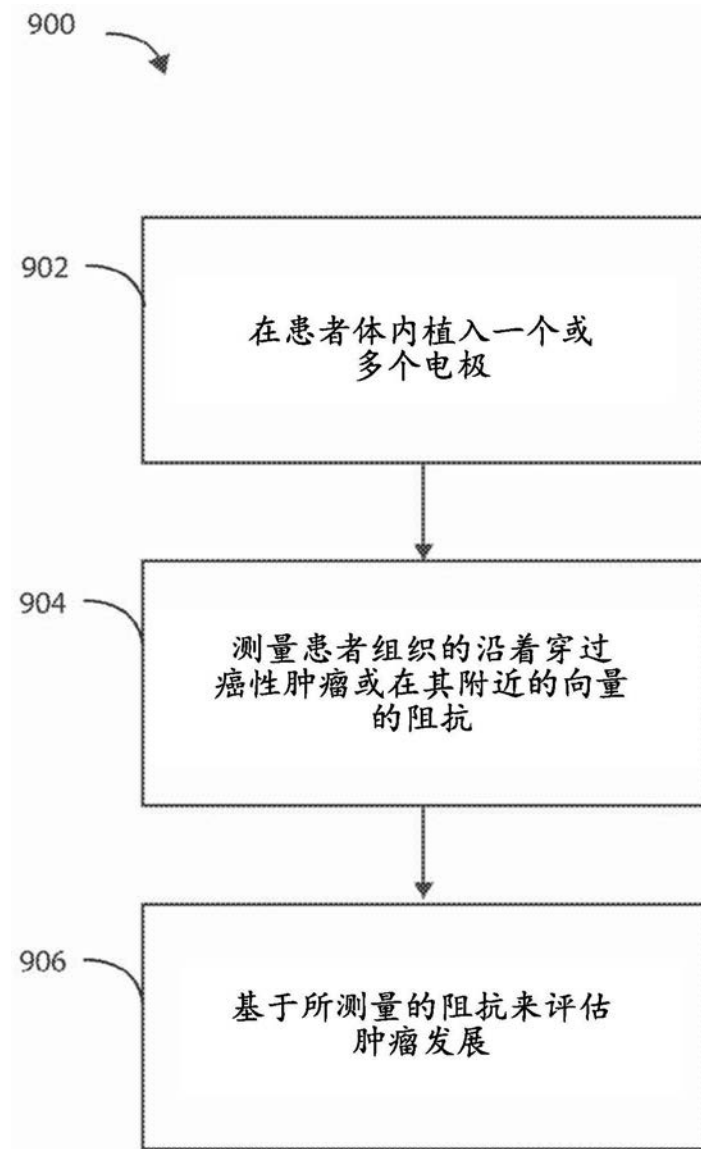 900
902
在患者体内植入一个或
多个电极
904
测量患者组织的沿着穿过
癌性肿瘤或在其附近的向量
的阻抗
906
基于所测量的阻抗来评估
肿瘤发展